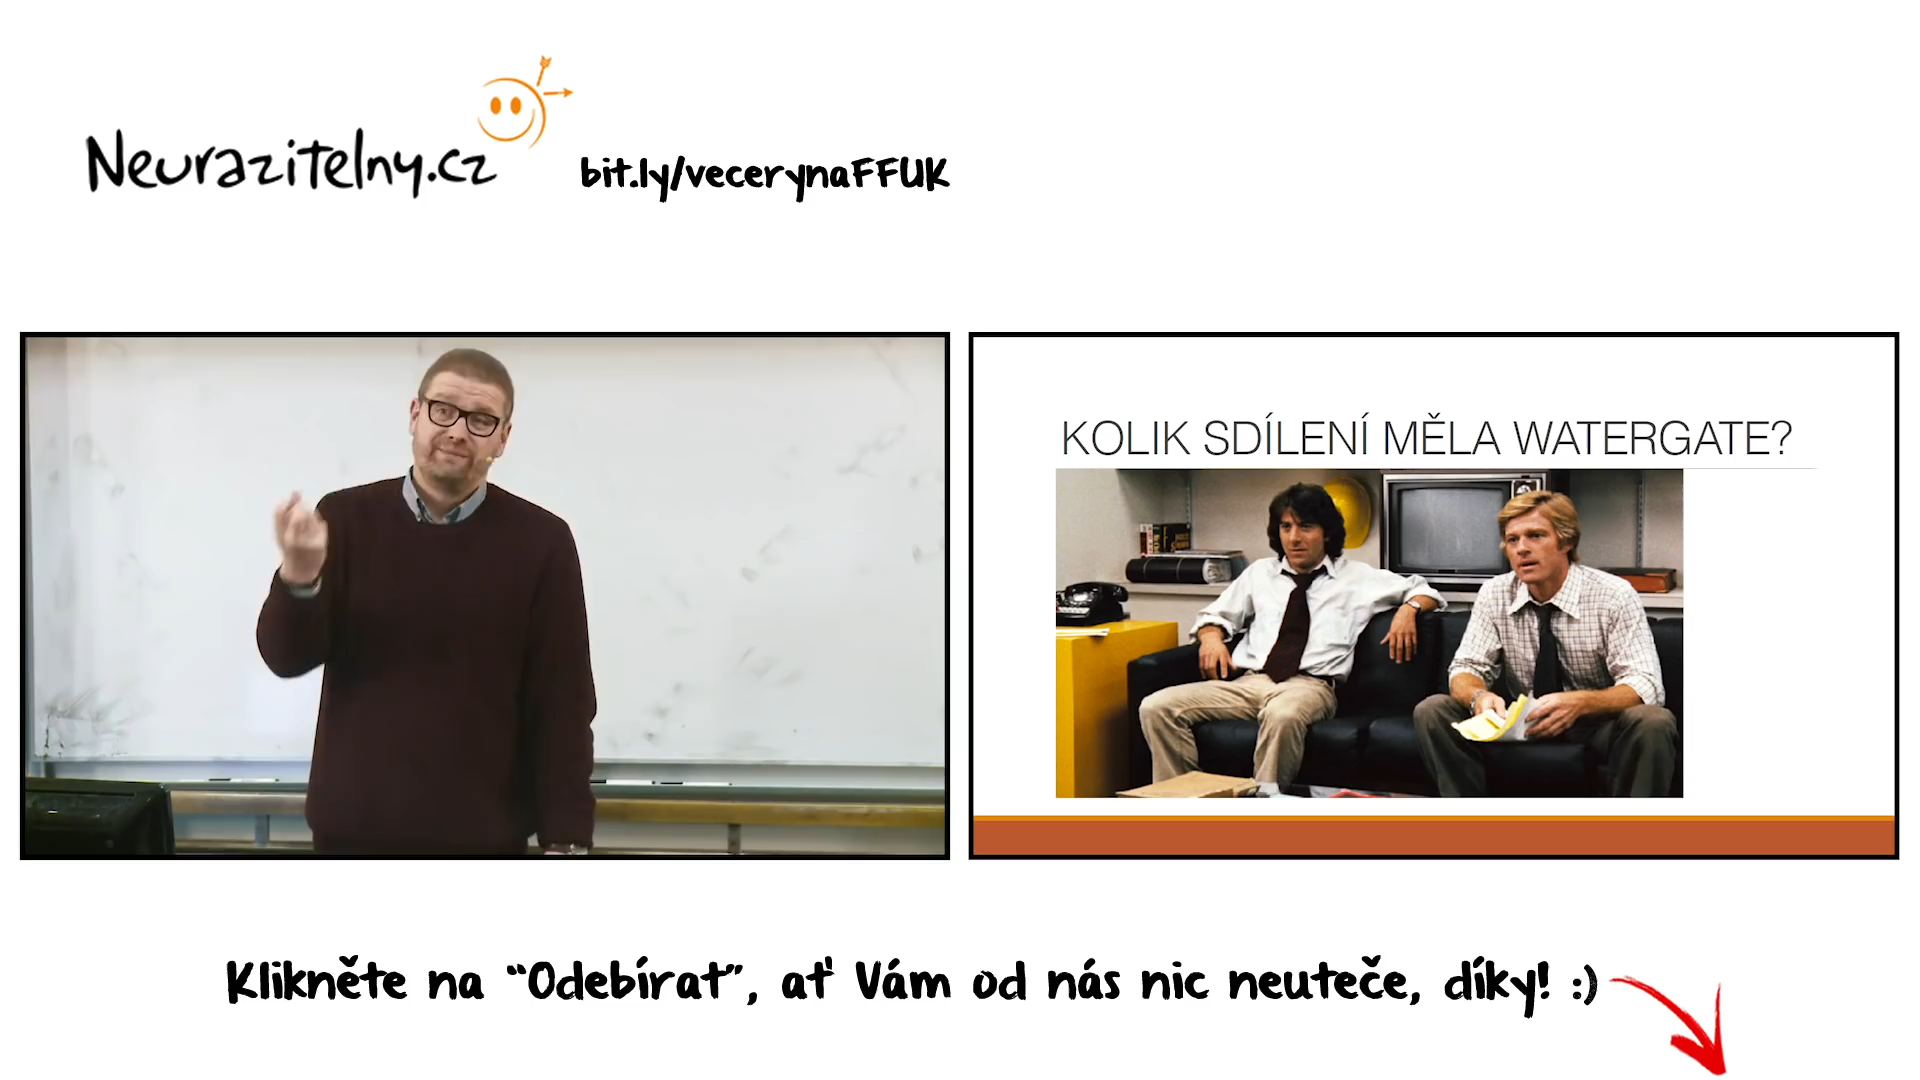 Neurazitelny.cz
bit.ly/vecerynaFFUK
KOLIK SDÍLENÍ MĚLA WATERGATE?
Klikněte na “Odebírat”, ať Vám od nás nic neuteče, díky! :)